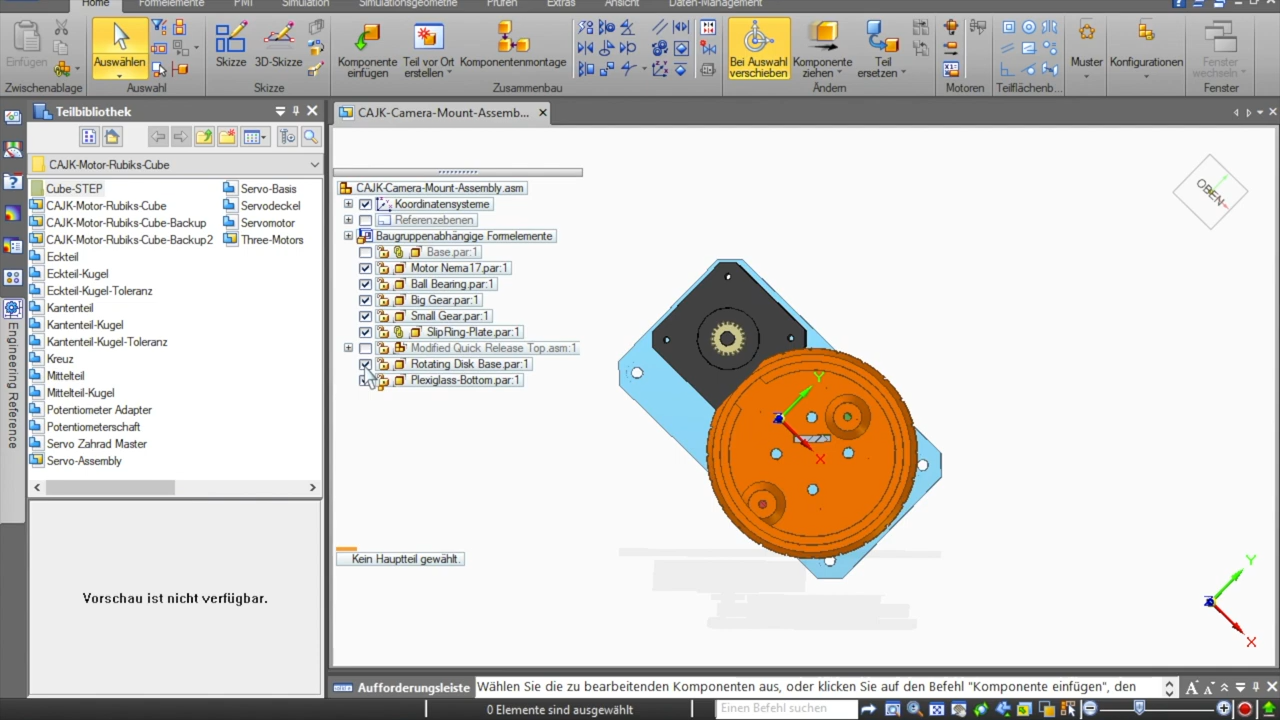 Home Formelemente PMI Simulation Simulationsgeometrie Prüfen Extras Ansicht Daten-Management
Einfügen
Auswählen
Skizze 3D-Skizze
Komponente einfügen
Teil vor Ort erstellen
Komponentenmontage
Bei Auswahl verschieben
Komponente ziehen
Teil ersetzen
Muster
Konfigurationen
Fenster wechseln
Zwischenablage Auswahl Skizze Zusammenbau Ändern Motoren Teilflächenb... Fenster
Teilbibliothek
CAJK-Motor-Rubiks-Cube
Cube-STEP
CAJK-Motor-Rubiks-Cube
CAJK-Motor-Rubiks-Cube-Backup
CAJK-Motor-Rubiks-Cube-Backup2
Eckteil
Eckteil-Kugel
Eckteil-Kugel-Toleranz
Kantenteil
Kantenteil-Kugel
Kantenteil-Kugel-Toleranz
Kreuz
Mittelteil
Mittelteil-Kugel
Potentiometer Adapter
Potentiometerschaft
Servo Zahrad Master
Servo-Assembly
Servo-Basis
Servodeckel
Servomotor
Three-Motors
Engineering Reference
Vorschau ist nicht verfügbar.
CAJK-Camera-Mount-Assemb...
CAJK-Camera-Mount-Assembly.asm
Koordinatensysteme
Referenzebenen
Baugruppenabhängige Formelemente
Base.par:1
Motor Nema17.par:1
Ball Bearing.par:1
Big Gear.par:1
Small Gear.par:1
SlipRing-Plate.par:1
Modified Quick Release Top.asm:1
Rotating Disk Base.par:1
Plexiglass-Bottom.par:1
Kein Hauptteil gewählt.
OBEN
Y
X
Y
X
Aufforderungsleiste
Wählen Sie die zu bearbeitenden Komponenten aus, oder klicken Sie auf den Befehl "Komponente einfügen", den
0 Elemente sind ausgewählt
Einen Befehl suchen